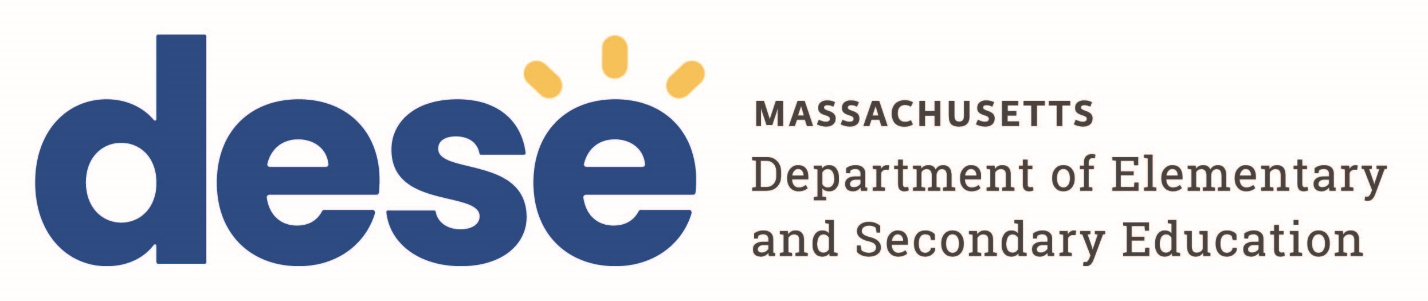 dese
MASSACHUSETTS
Department of Elementary
and Secondary Education